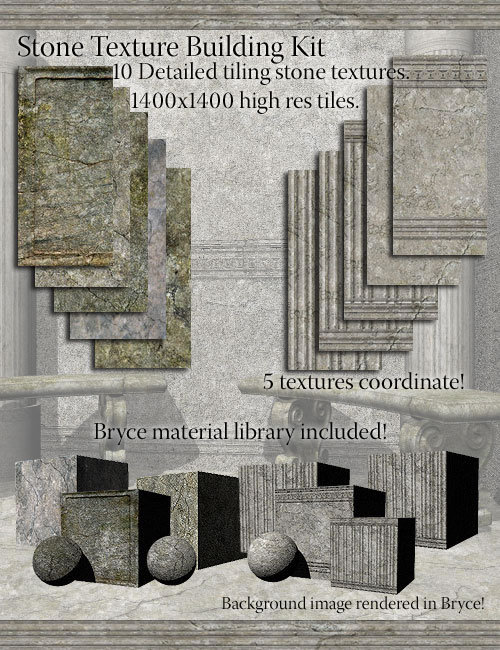 Stone Texture Building Kit
10 Detailed tiling stone textures.
1400x1400 high res tiles.
5 textures coordinate!
Bryce material library included!
Background image rendered in Bryce!